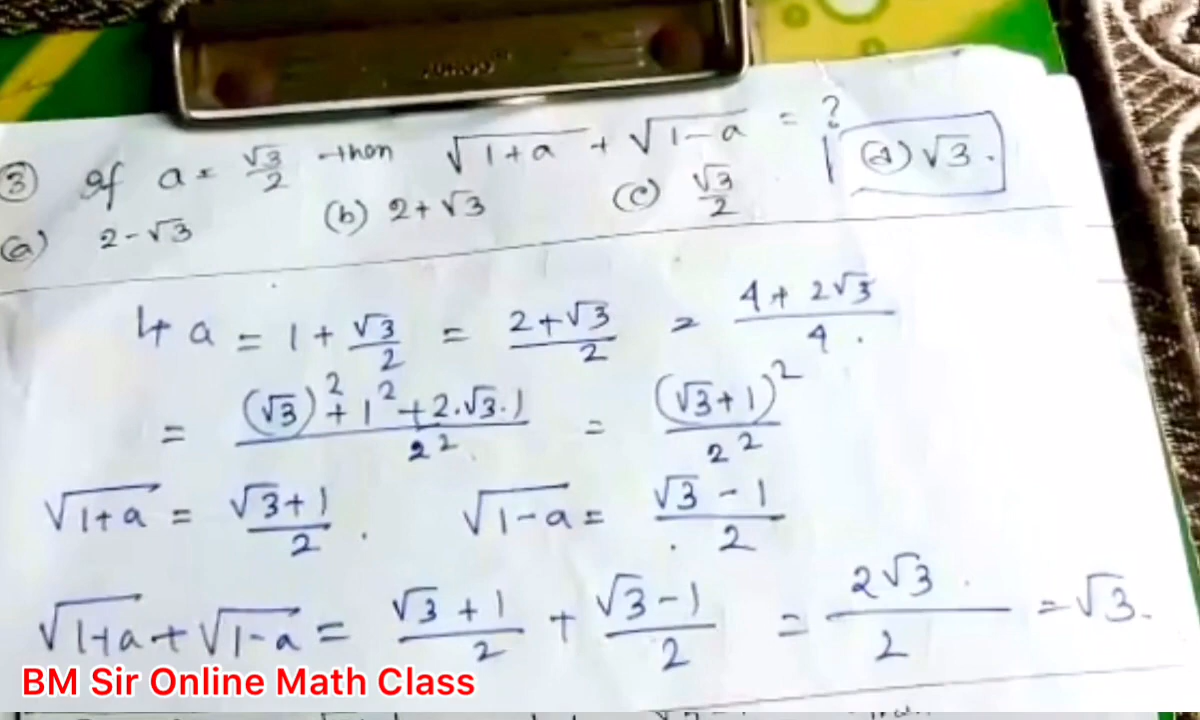 ③ If a = √3/2 then √(1+a) + √(1-a) = ?
(a) 2-√3 (b) 2+√3 (c) √3/2 (d) √3.
1+a = 1 + √3/2 = (2+√3)/2 = (4+2√3)/4.
= ((√3)²+1²+2.√3.1)/2² = (√3+1)²/2²
√(1+a) = (√3+1)/2. √(1-a) = (√3-1)/2
√(1+a) + √(1-a) = (√3+1)/2 + (√3-1)/2 = 2√3/2 = √3.
BM Sir Online Math Class